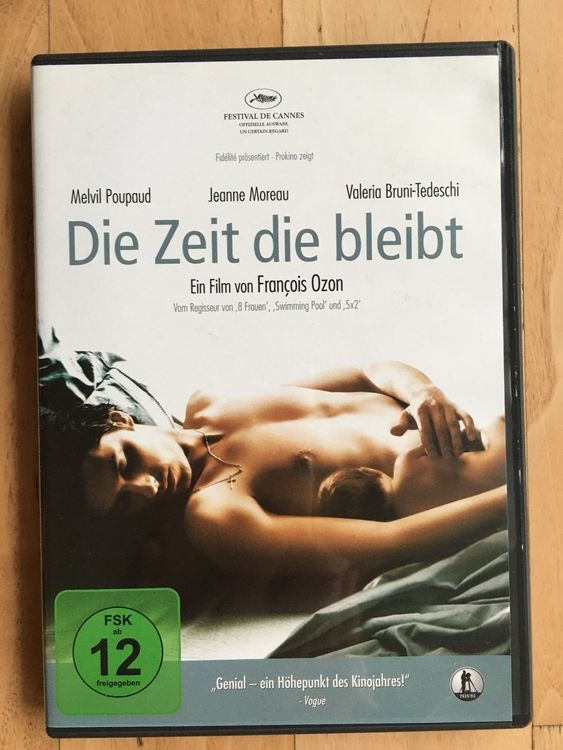 FESTIVAL DE CANNES
OFFIZIELLE AUSWAHL
UN CERTAIN REGARD
Fidélité präsentiert · Prokino zeigt
Melvil Poupaud Jeanne Moreau Valeria Bruni-Tedeschi
Die Zeit die bleibt
Ein Film von François Ozon
Vom Regisseur von ‚8 Frauen', ‚Swimming Pool' und ‚5x2'
FSK
ab
12
freigegeben
„Genial – ein Höhepunkt des Kinojahres!"
- Vogue
PROKINO